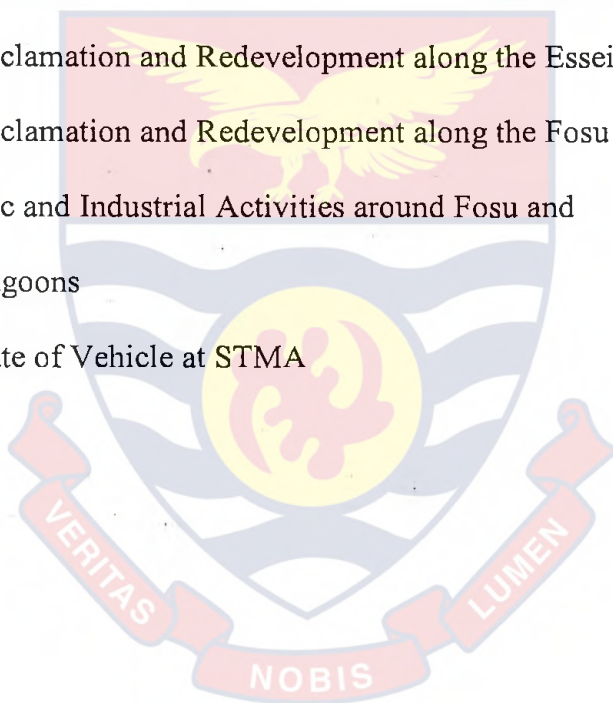 clamation and Redevelopment along the Essei
clamation and Redevelopment along the Fosu
c and Industrial Activities around Fosu and
goons
te of Vehicle at STMA
VERITAS
NOBIS
LUMEN